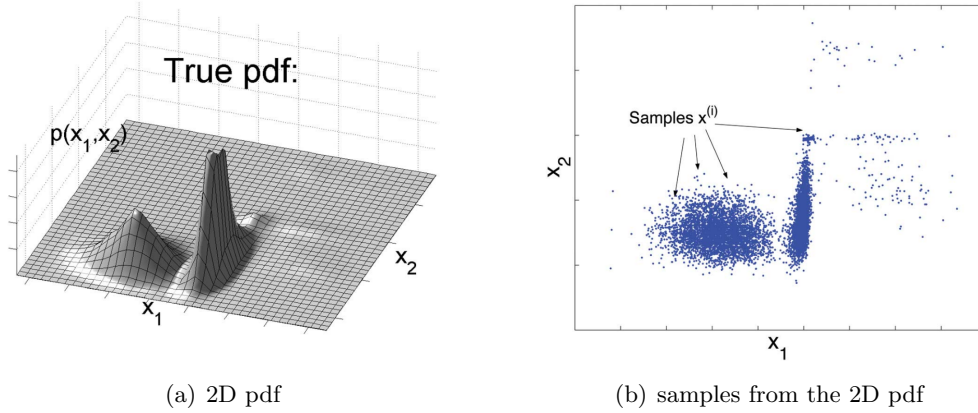 True pdf:
p(x₁,x₂)
x₂
x₁
(a) 2D pdf
Samples x⁽ⁱ⁾
x₂
x₁
(b) samples from the 2D pdf